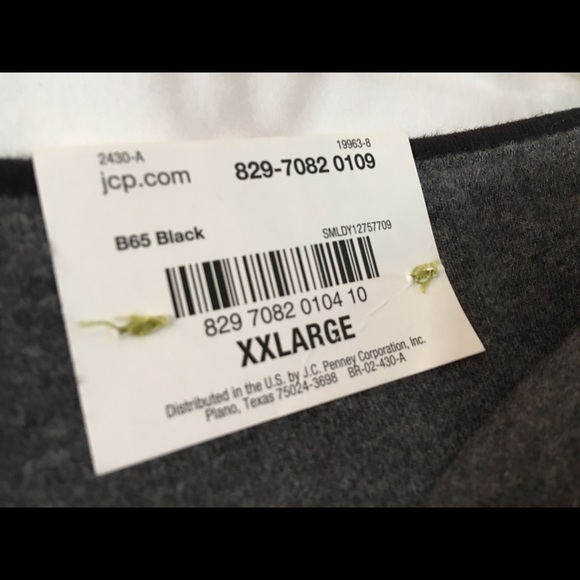 2430-A 19963-8
jcp.com 829-7082 0109
B65 Black SMLDY12757709
829 7082 0104 10
XXLARGE
Distributed in the U.S. by J.C. Penney Corporation, Inc.
Plano, Texas 75024-3698 BR-02-430-A